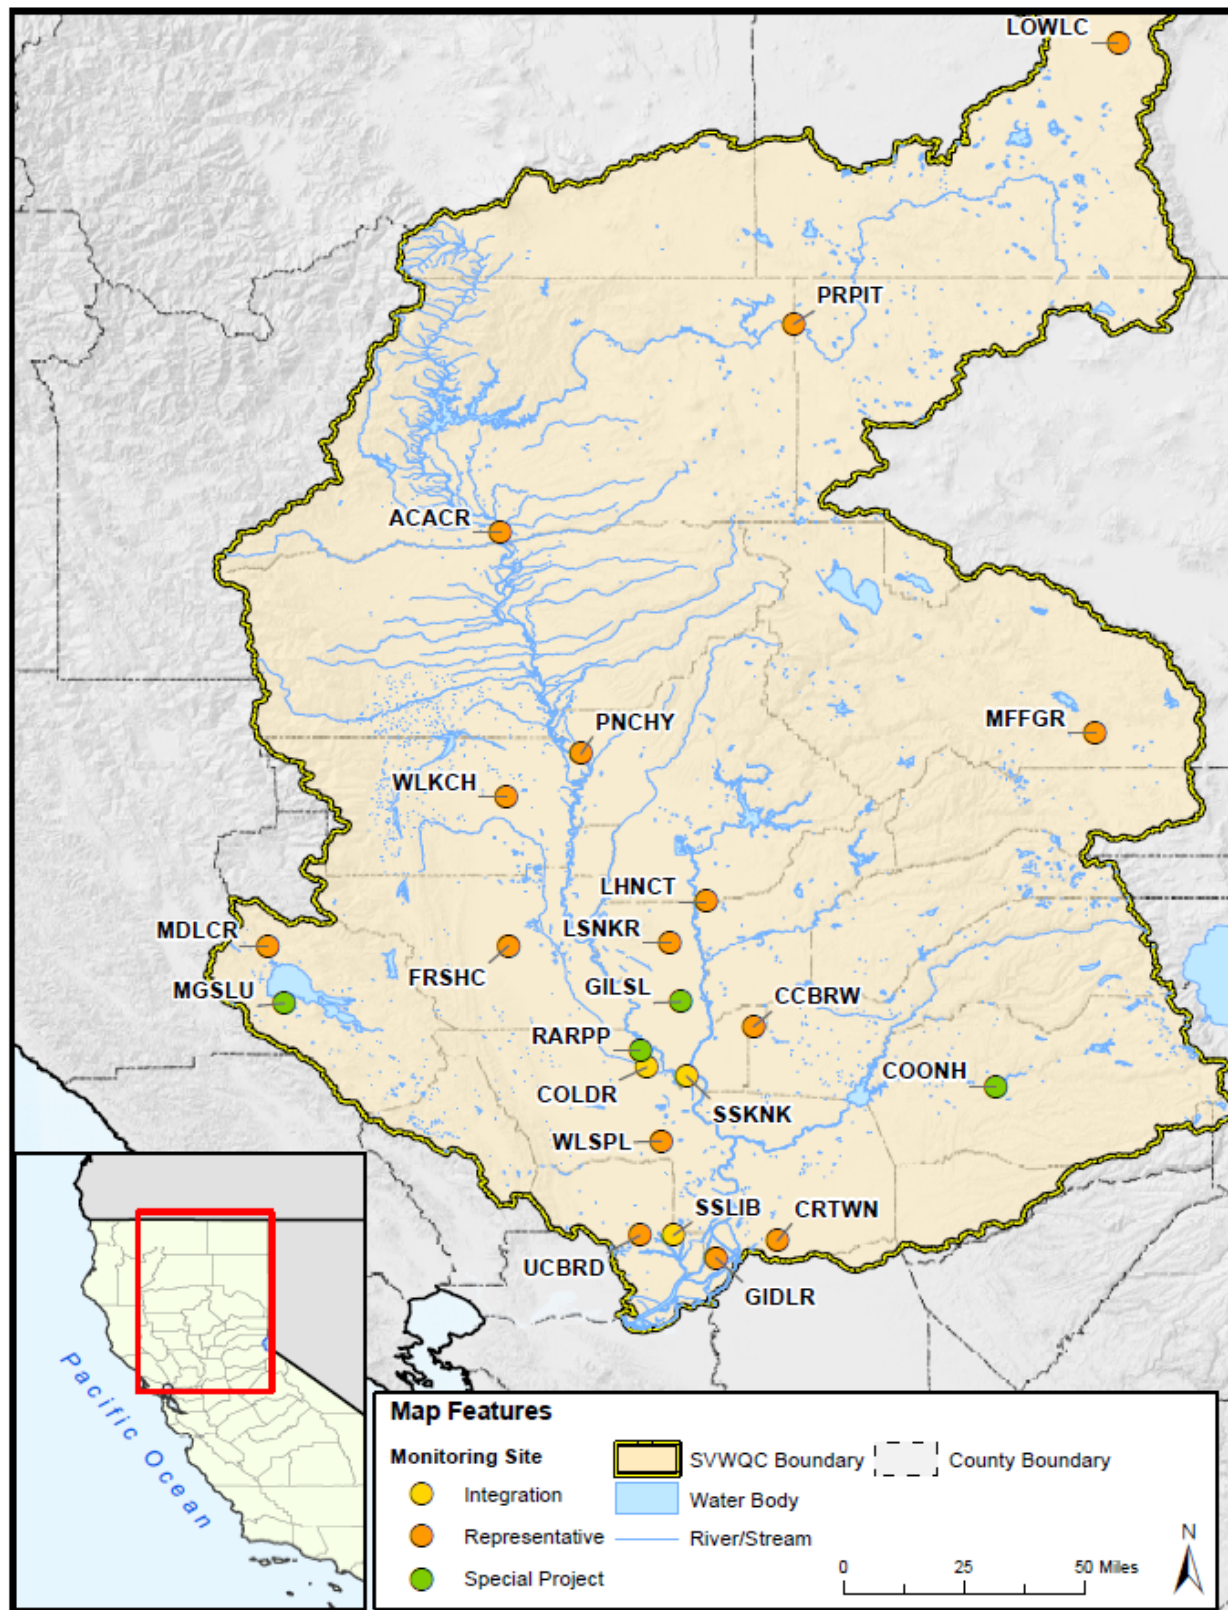 LOWLC
PRPIT
ACACR
PNCHY
MFFGR
WLKCH
LHNCT
MDLCR
LSNKR
FRSHC
MGSLU
GILSL
CCBRW
RARPP
COONH
COLDR
SSKNK
WLSPL
SSLIB
CRTWN
UCBRD
GIDLR
Pacific Ocean
Map Features
Monitoring Site
Integration
Representative
Special Project
SVWQC Boundary
Water Body
River/Stream
County Boundary
N
0 25 50 Miles